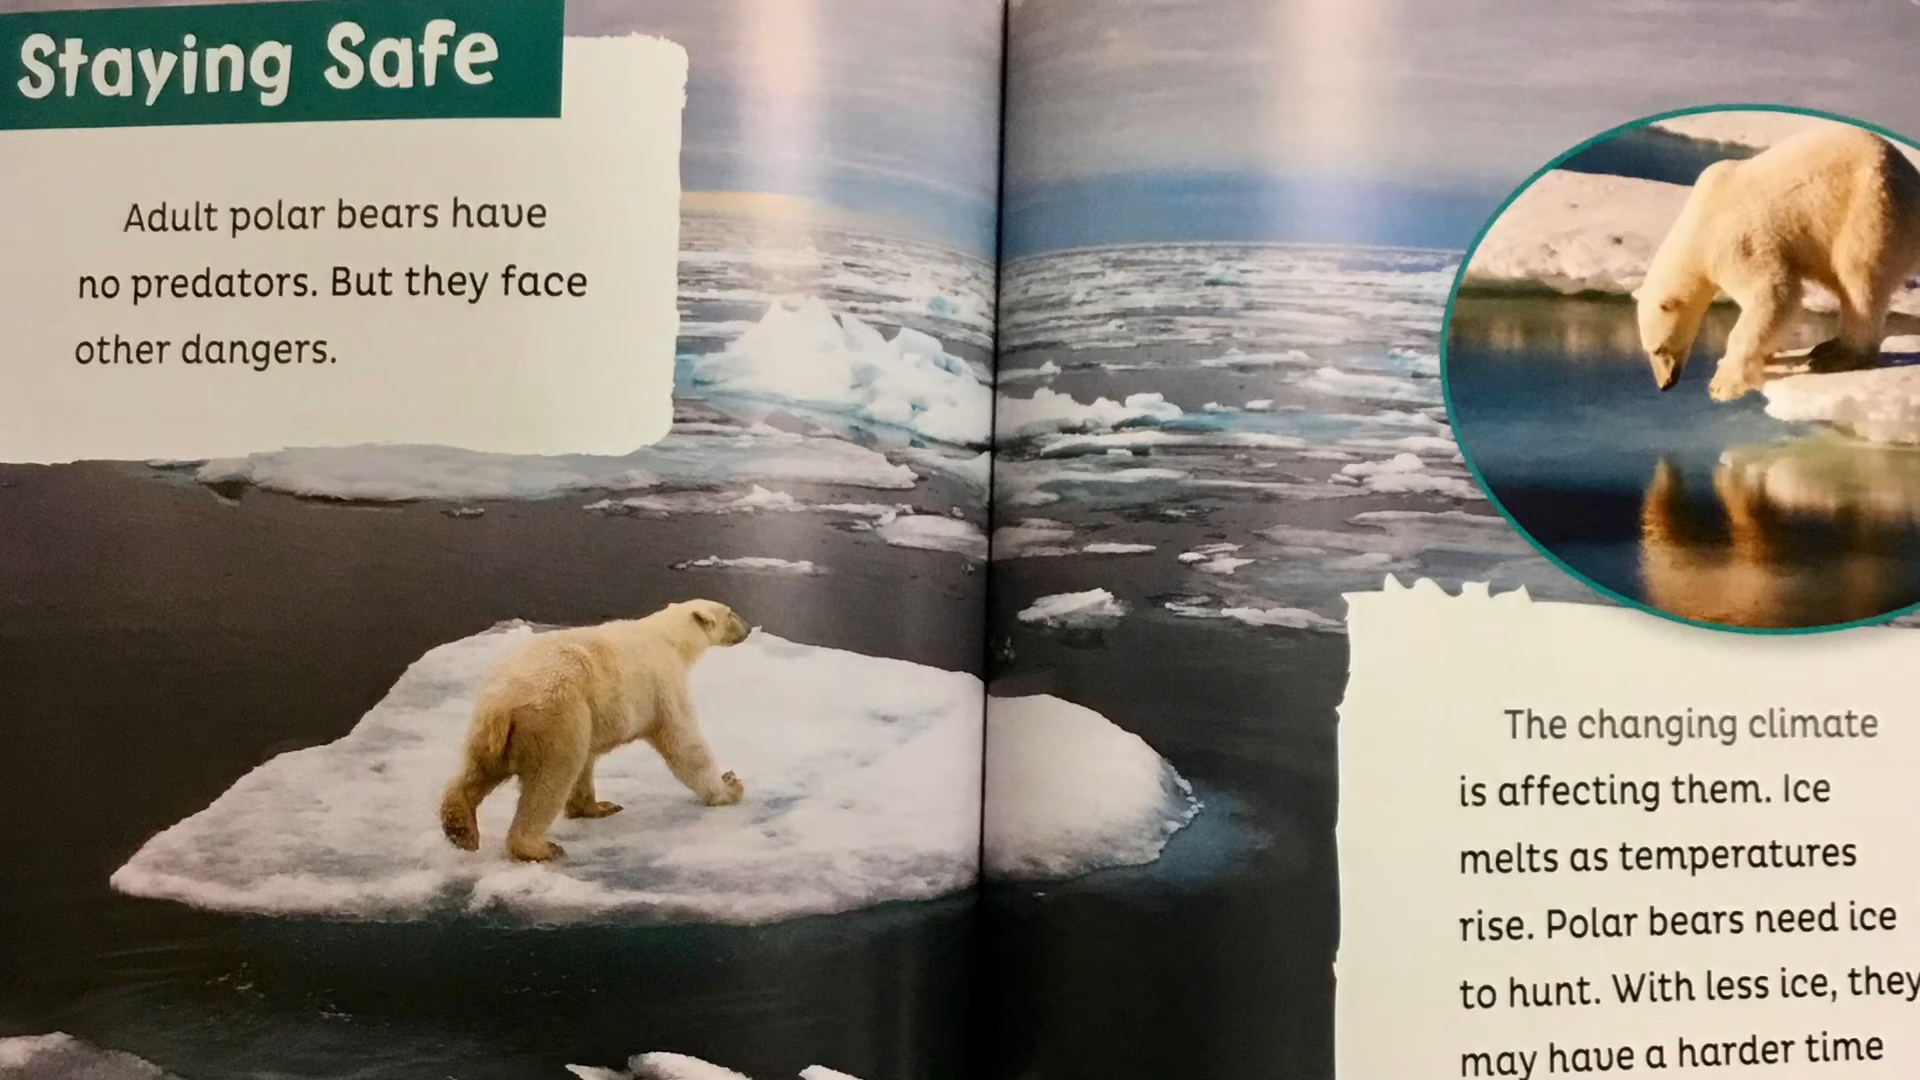 Staying Safe
Adult polar bears have
no predators. But they face
other dangers.
The changing climate
is affecting them. Ice
melts as temperatures
rise. Polar bears need ice
to hunt. With less ice, they
may have a harder time